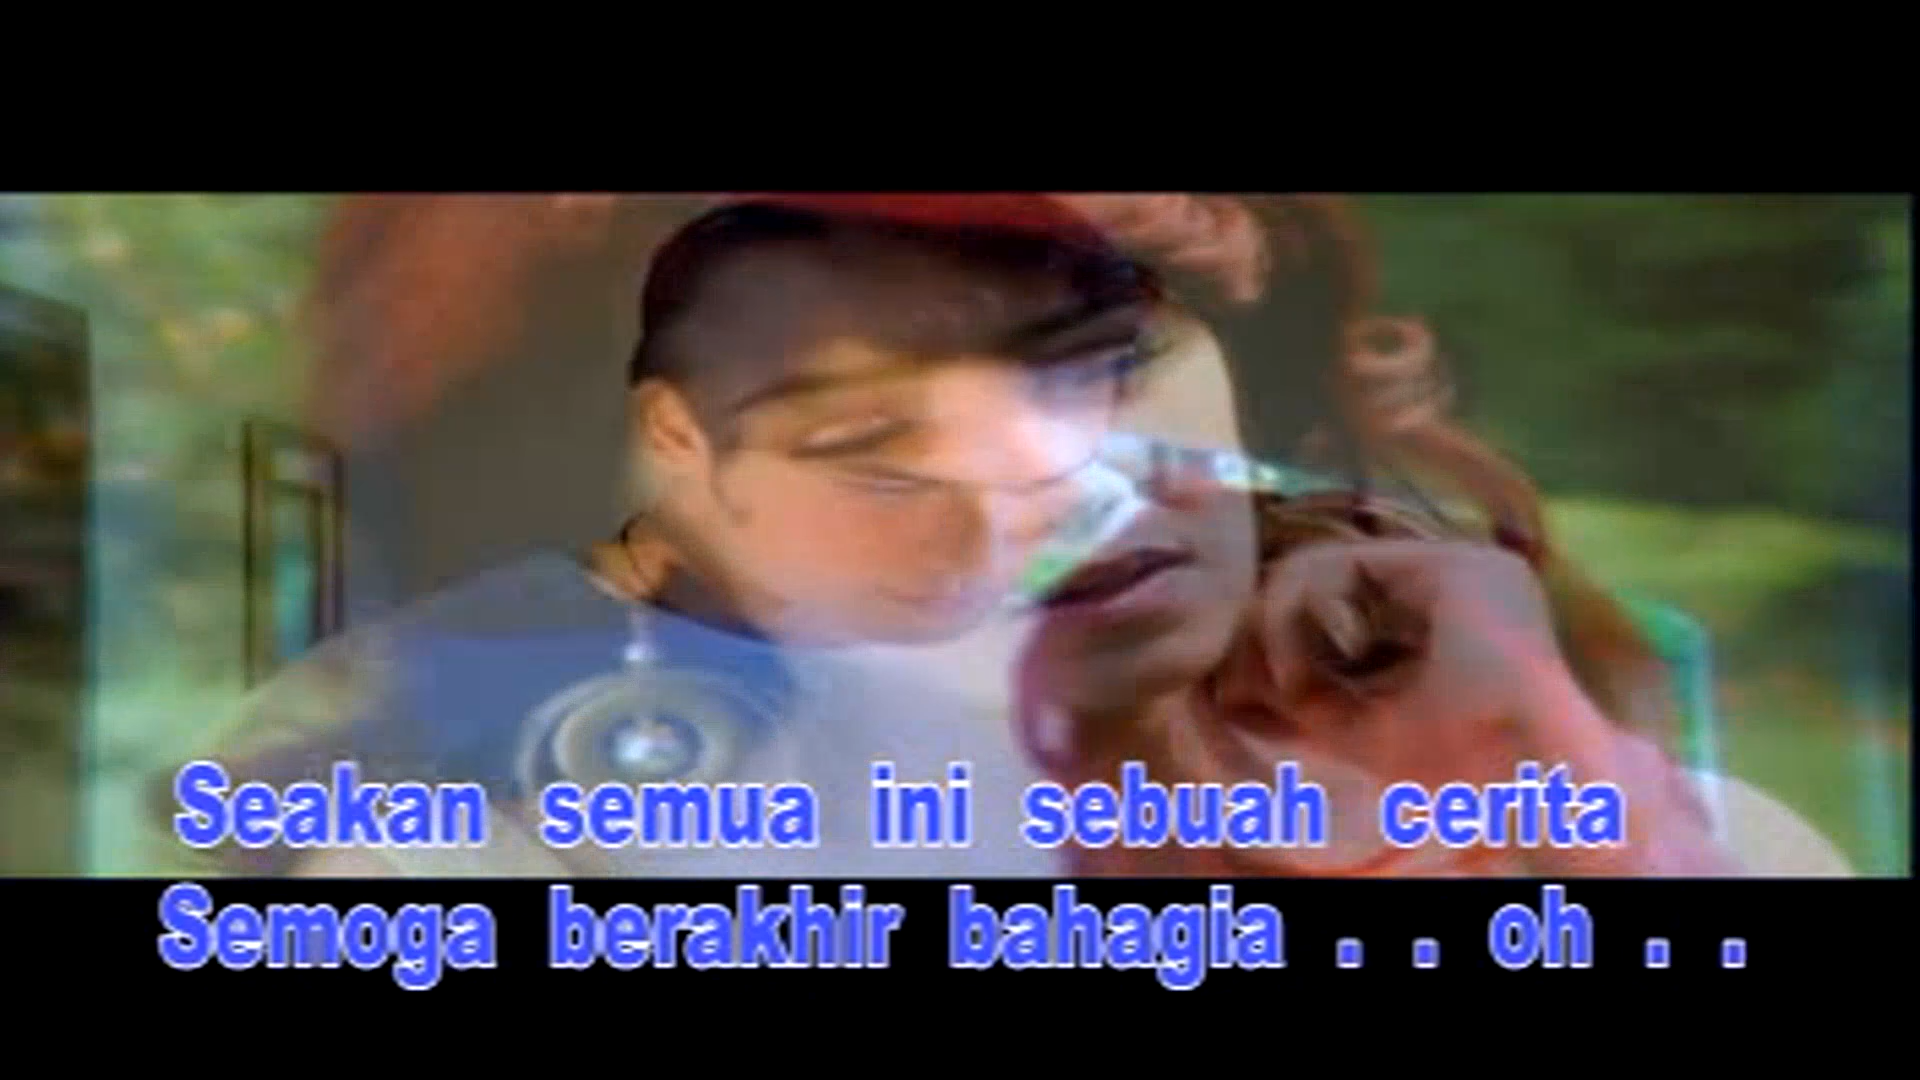 Seakan semua ini sebuah cerita
Semoga berakhir bahagia . . oh . .